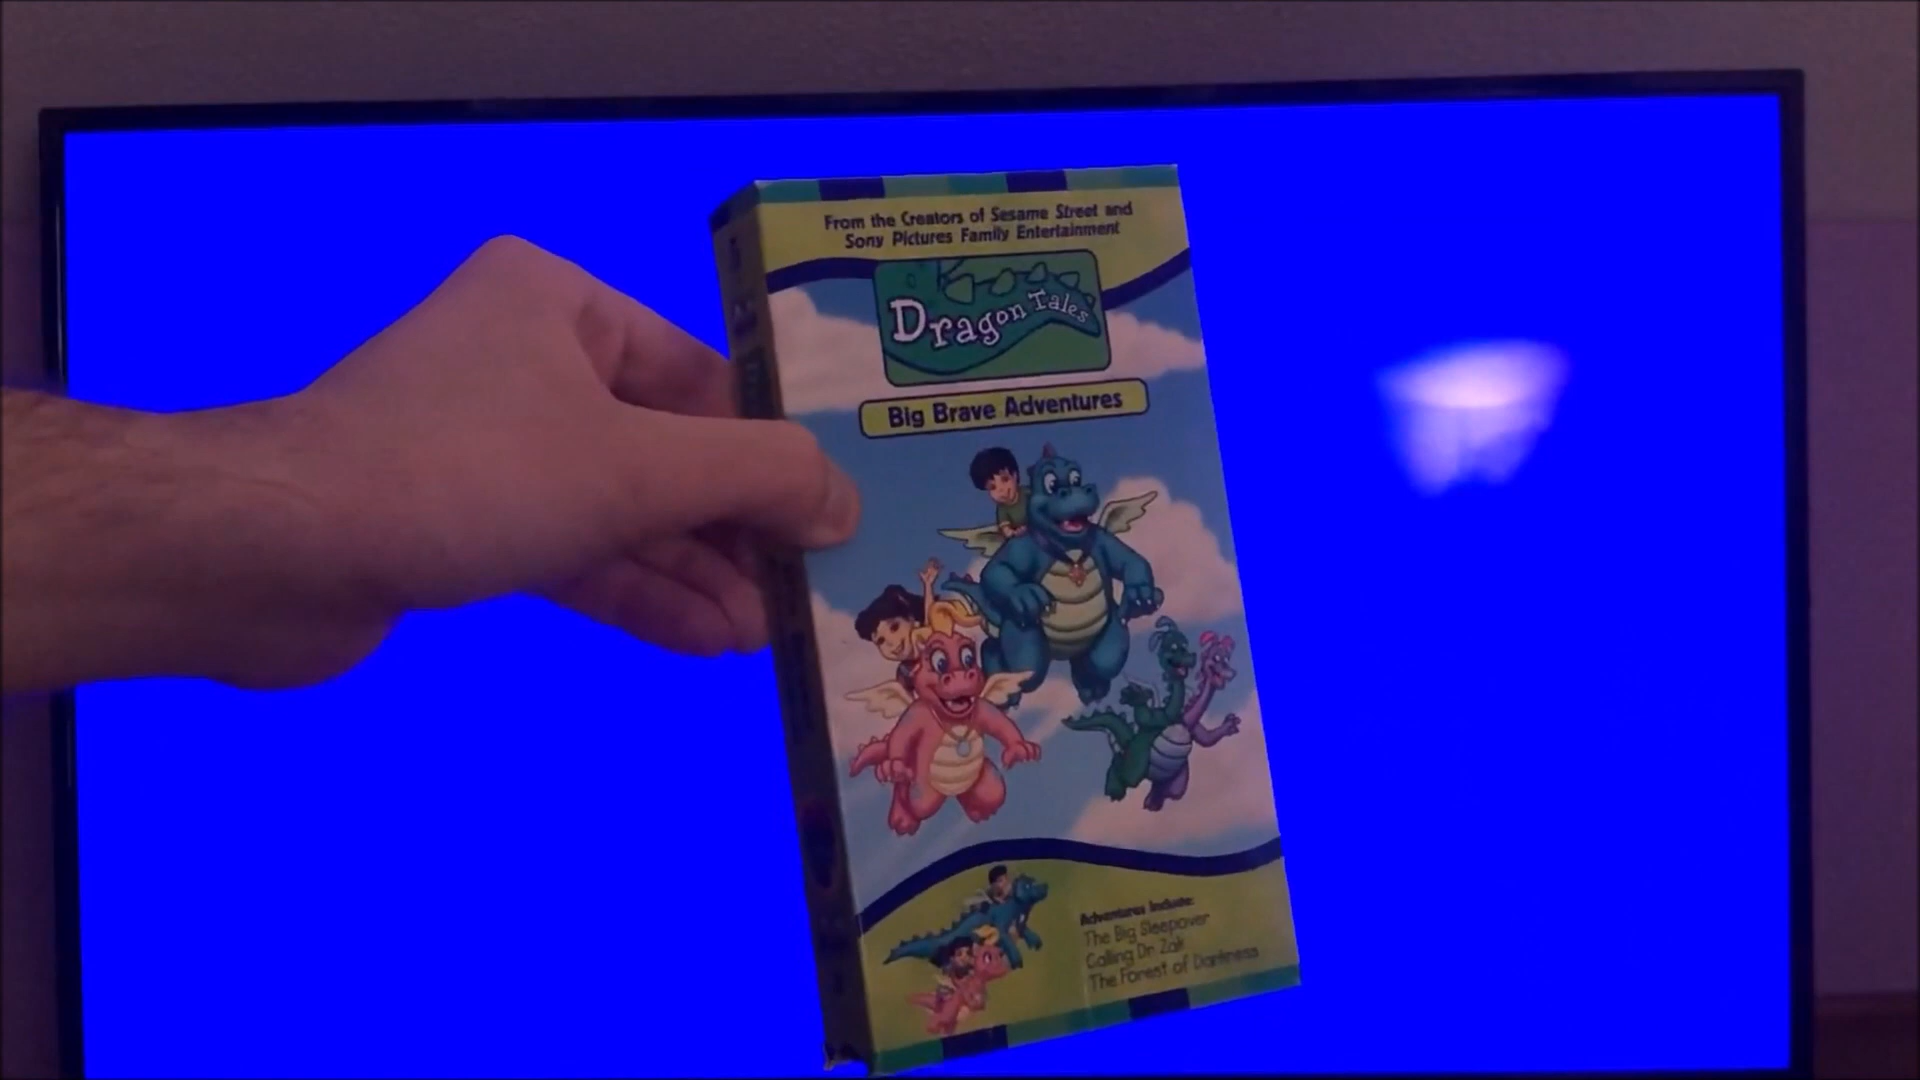 From the Creators of Sesame Street and
Sony Pictures Family Entertainment
Dragon Tales
Big Brave Adventures
Adventures Include:
The Big Sleepover
Calling Dr. Zak
The Forest of Darkness